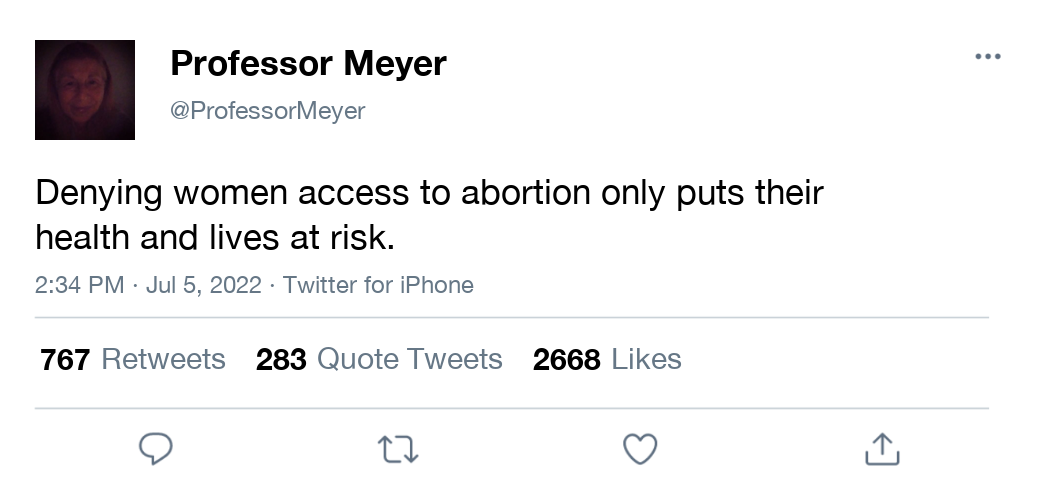 Professor Meyer
@ProfessorMeyer
Denying women access to abortion only puts their
health and lives at risk.
2:34 PM · Jul 5, 2022 · Twitter for iPhone
767 Retweets 283 Quote Tweets 2668 Likes